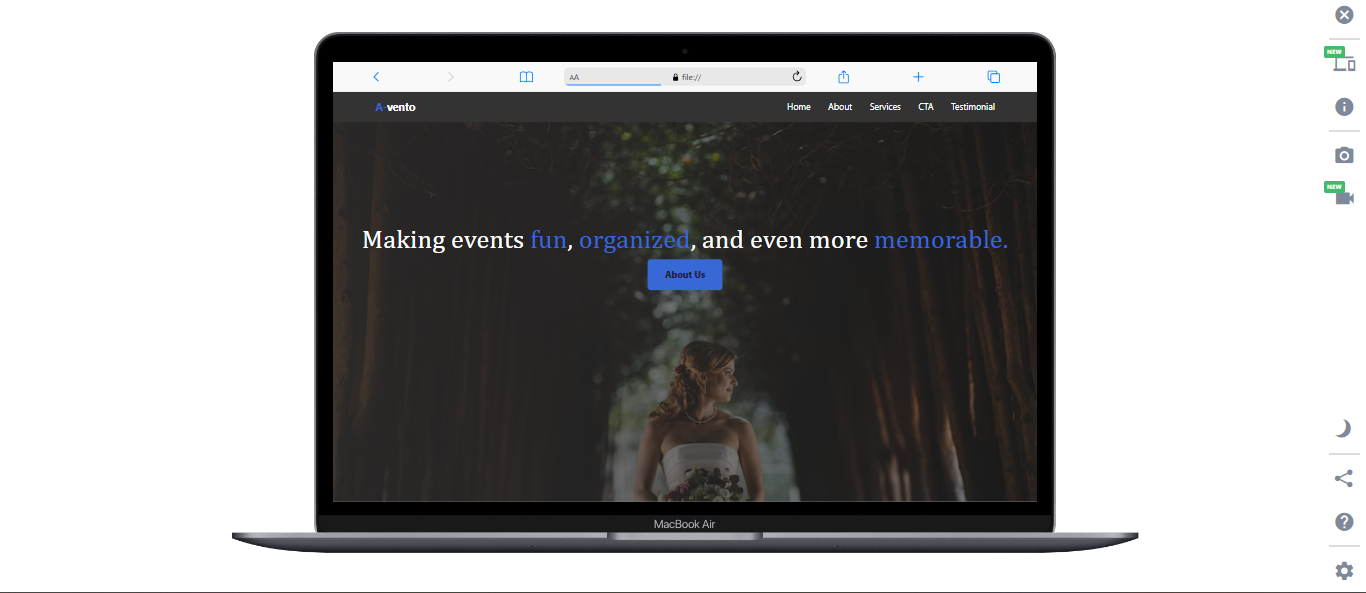 NEW
AA
file://
A-vento
Home About Services CTA Testimonial
NEW
Making events fun, organized, and even more memorable.
About Us
MacBook Air